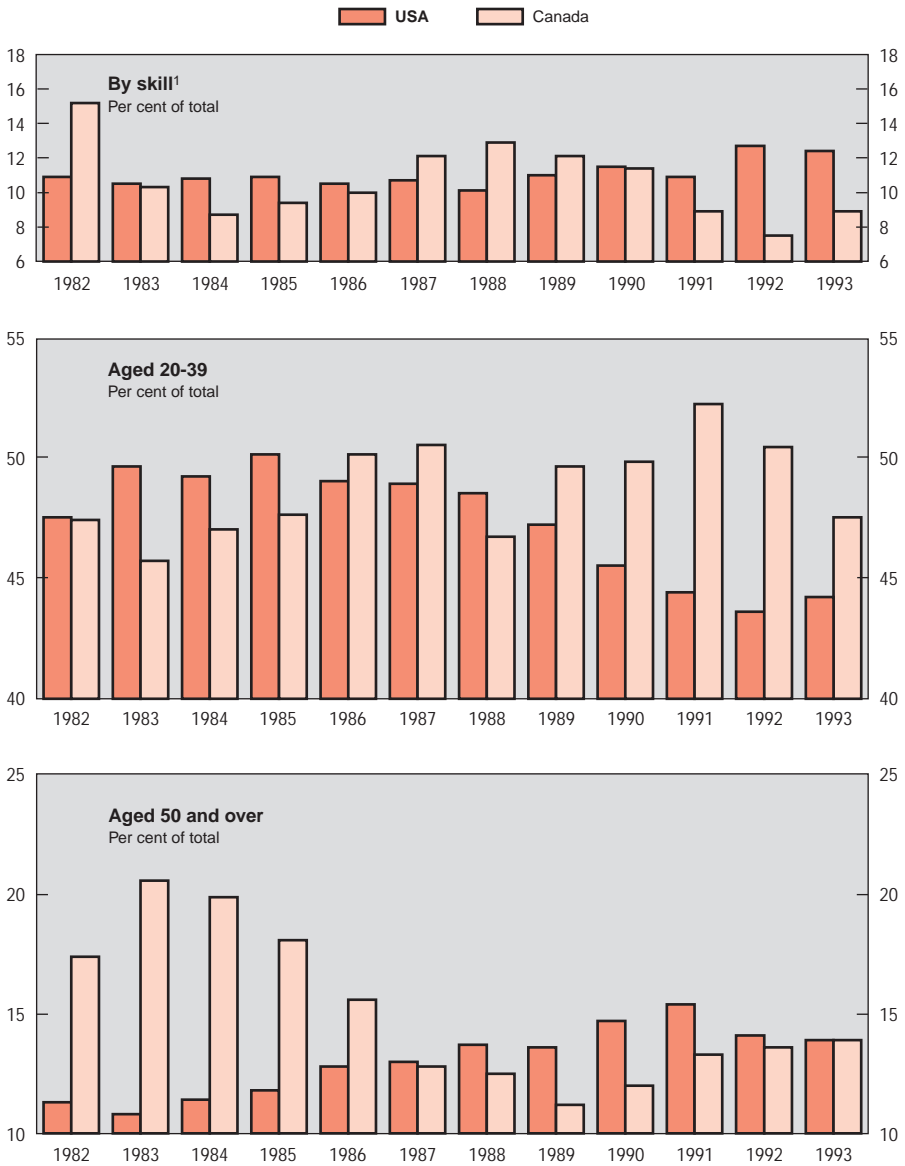 USA Canada
18 18
By skill¹
16 16
Per cent of total
14 14
12 12
10 10
8 8
6 6
1982 1983 1984 1985 1986 1987 1988 1989 1990 1991 1992 1993
55 55
Aged 20-39
Per cent of total
50 50
45 45
40 40
1982 1983 1984 1985 1986 1987 1988 1989 1990 1991 1992 1993
25 25
Aged 50 and over
Per cent of total
20 20
15 15
10 10
1982 1983 1984 1985 1986 1987 1988 1989 1990 1991 1992 1993